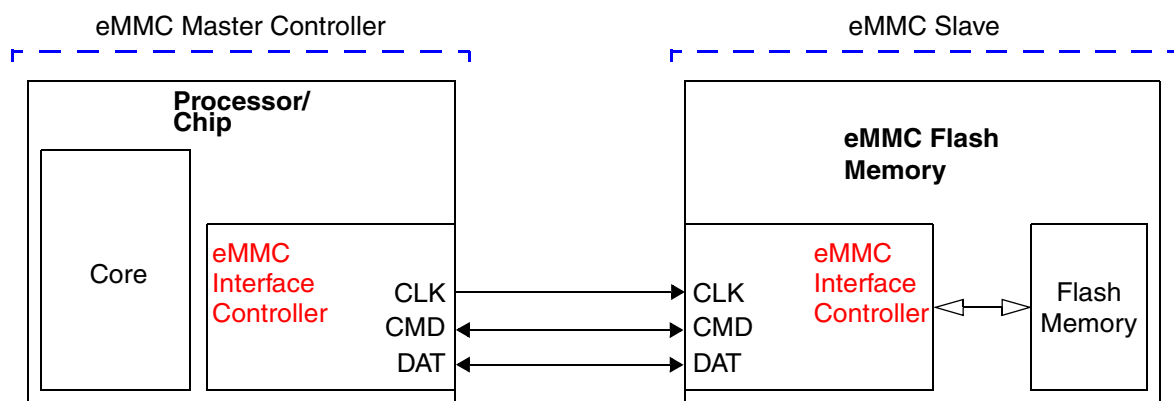 eMMC Master Controller
eMMC Slave
Processor/
Chip
Core
eMMC
Interface
Controller
CLK
CMD
DAT
eMMC Flash
Memory
eMMC
Interface
Controller
CLK
CMD
DAT
Flash
Memory